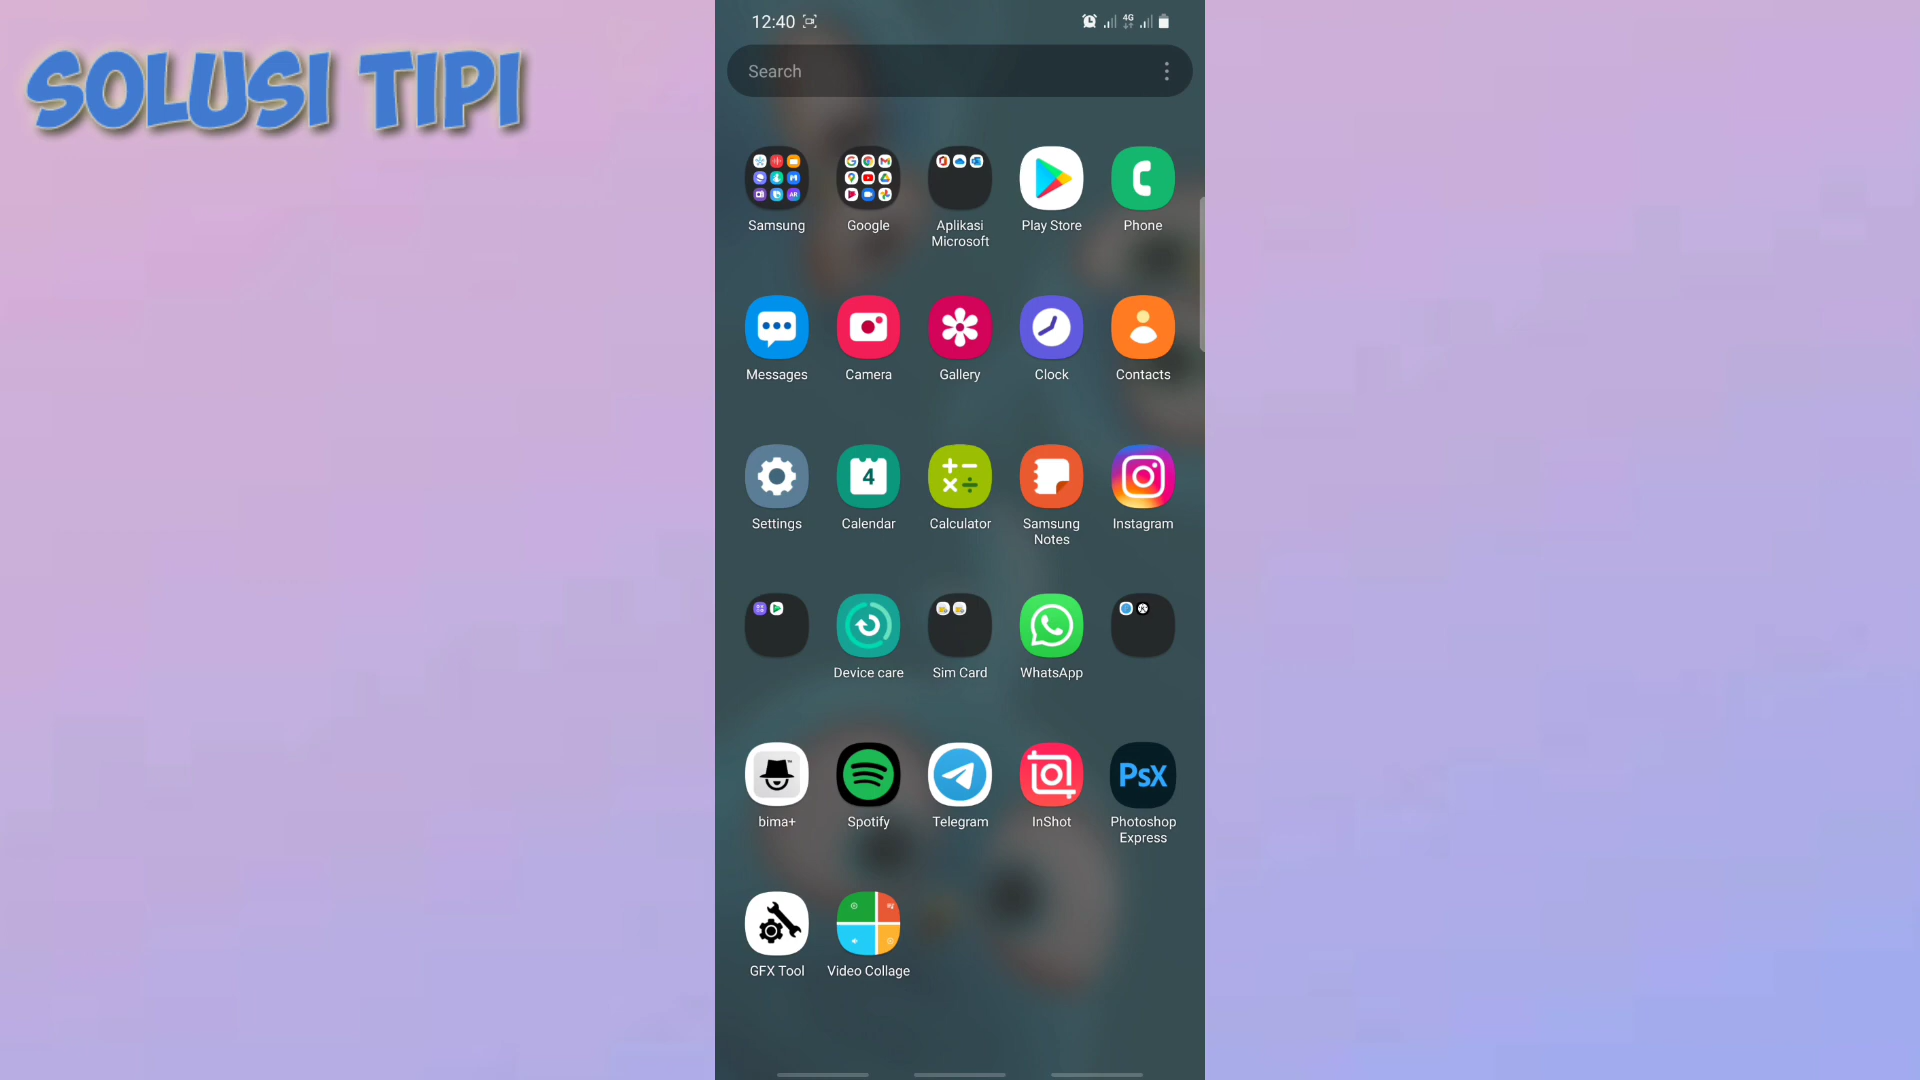 SOLUSI TIPI
12:40
4G
Search
Samsung
Google
Aplikasi
Microsoft
Play Store
Phone
Messages
Camera
Gallery
Clock
Contacts
4
Settings
Calendar
Calculator
Samsung
Notes
Instagram
Device care
Sim Card
WhatsApp
PsX
bima+
Spotify
Telegram
InShot
Photoshop
Express
GFX Tool
Video Collage